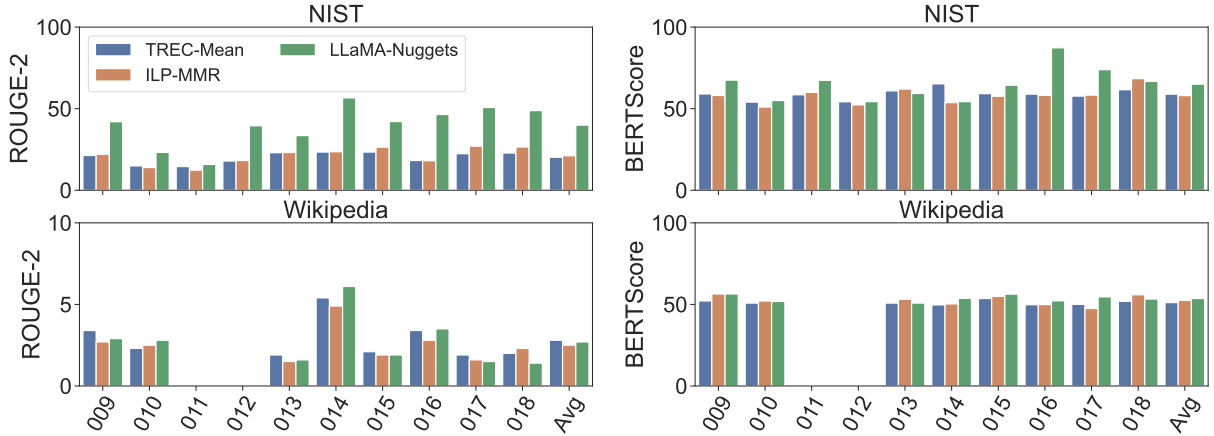 NIST
100
50
0
ROUGE-2
TREC-Mean
ILP-MMR
LLaMA-Nuggets
NIST
100
50
0
BERTScore
Wikipedia
10
5
0
ROUGE-2
009 010 011 012 013 014 015 016 017 018 Avg
Wikipedia
100
50
0
BERTScore
009 010 011 012 013 014 015 016 017 018 Avg